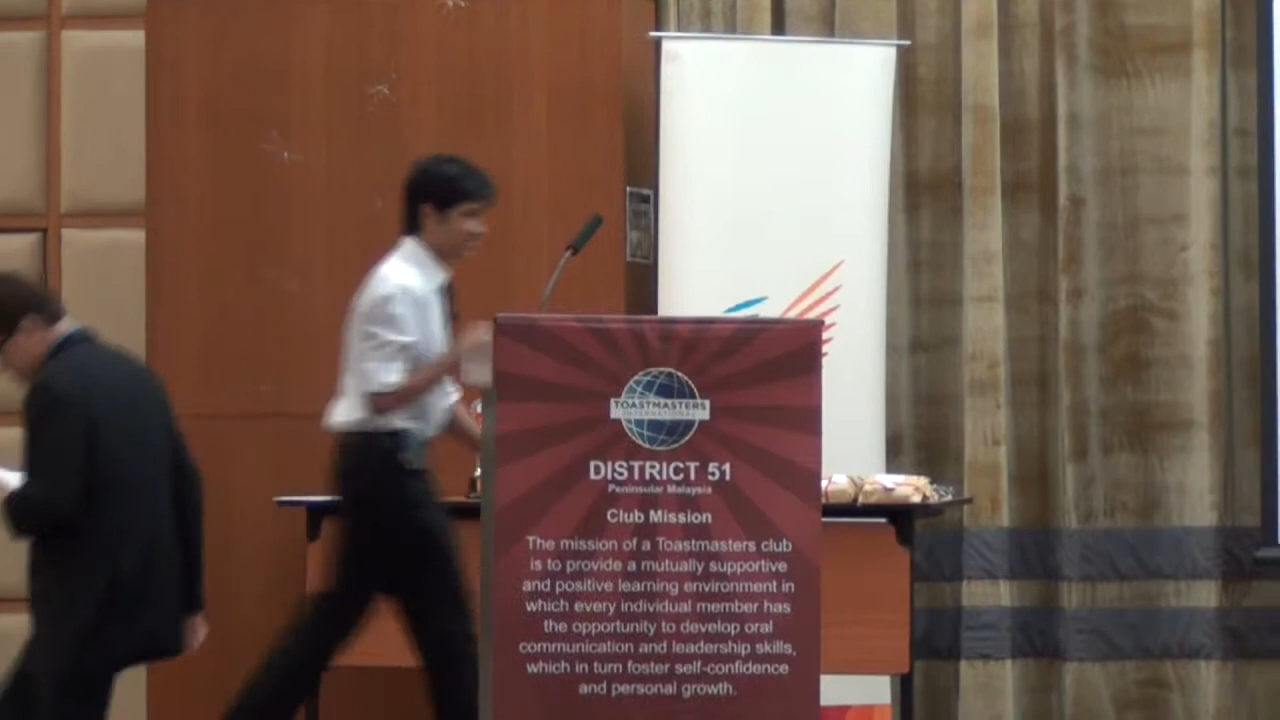 TOASTMASTERS
INTERNATIONAL
DISTRICT 51
Peninsular Malaysia
Club Mission
The mission of a Toastmasters club
is to provide a mutually supportive
and positive learning environment in
which every individual member has
the opportunity to develop oral
communication and leadership skills,
which in turn foster self-confidence
and personal growth.